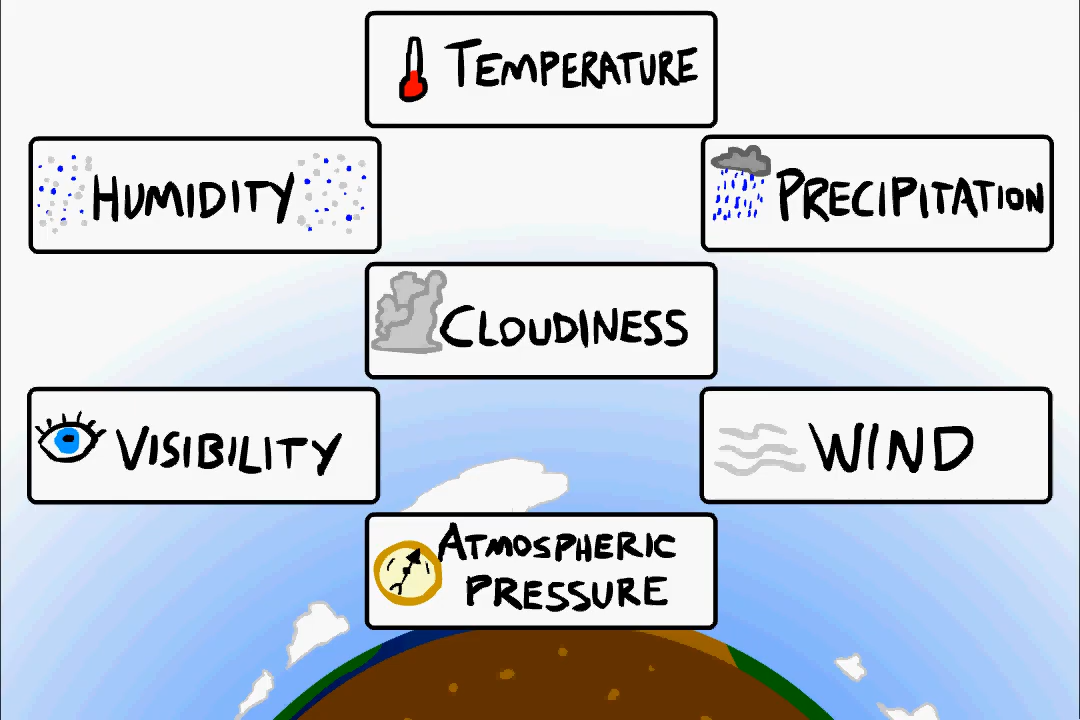 TEMPERATURE
HUMIDITY
PRECIPITATION
CLOUDINESS
VISIBILITY
WIND
ATMOSPHERIC
PRESSURE